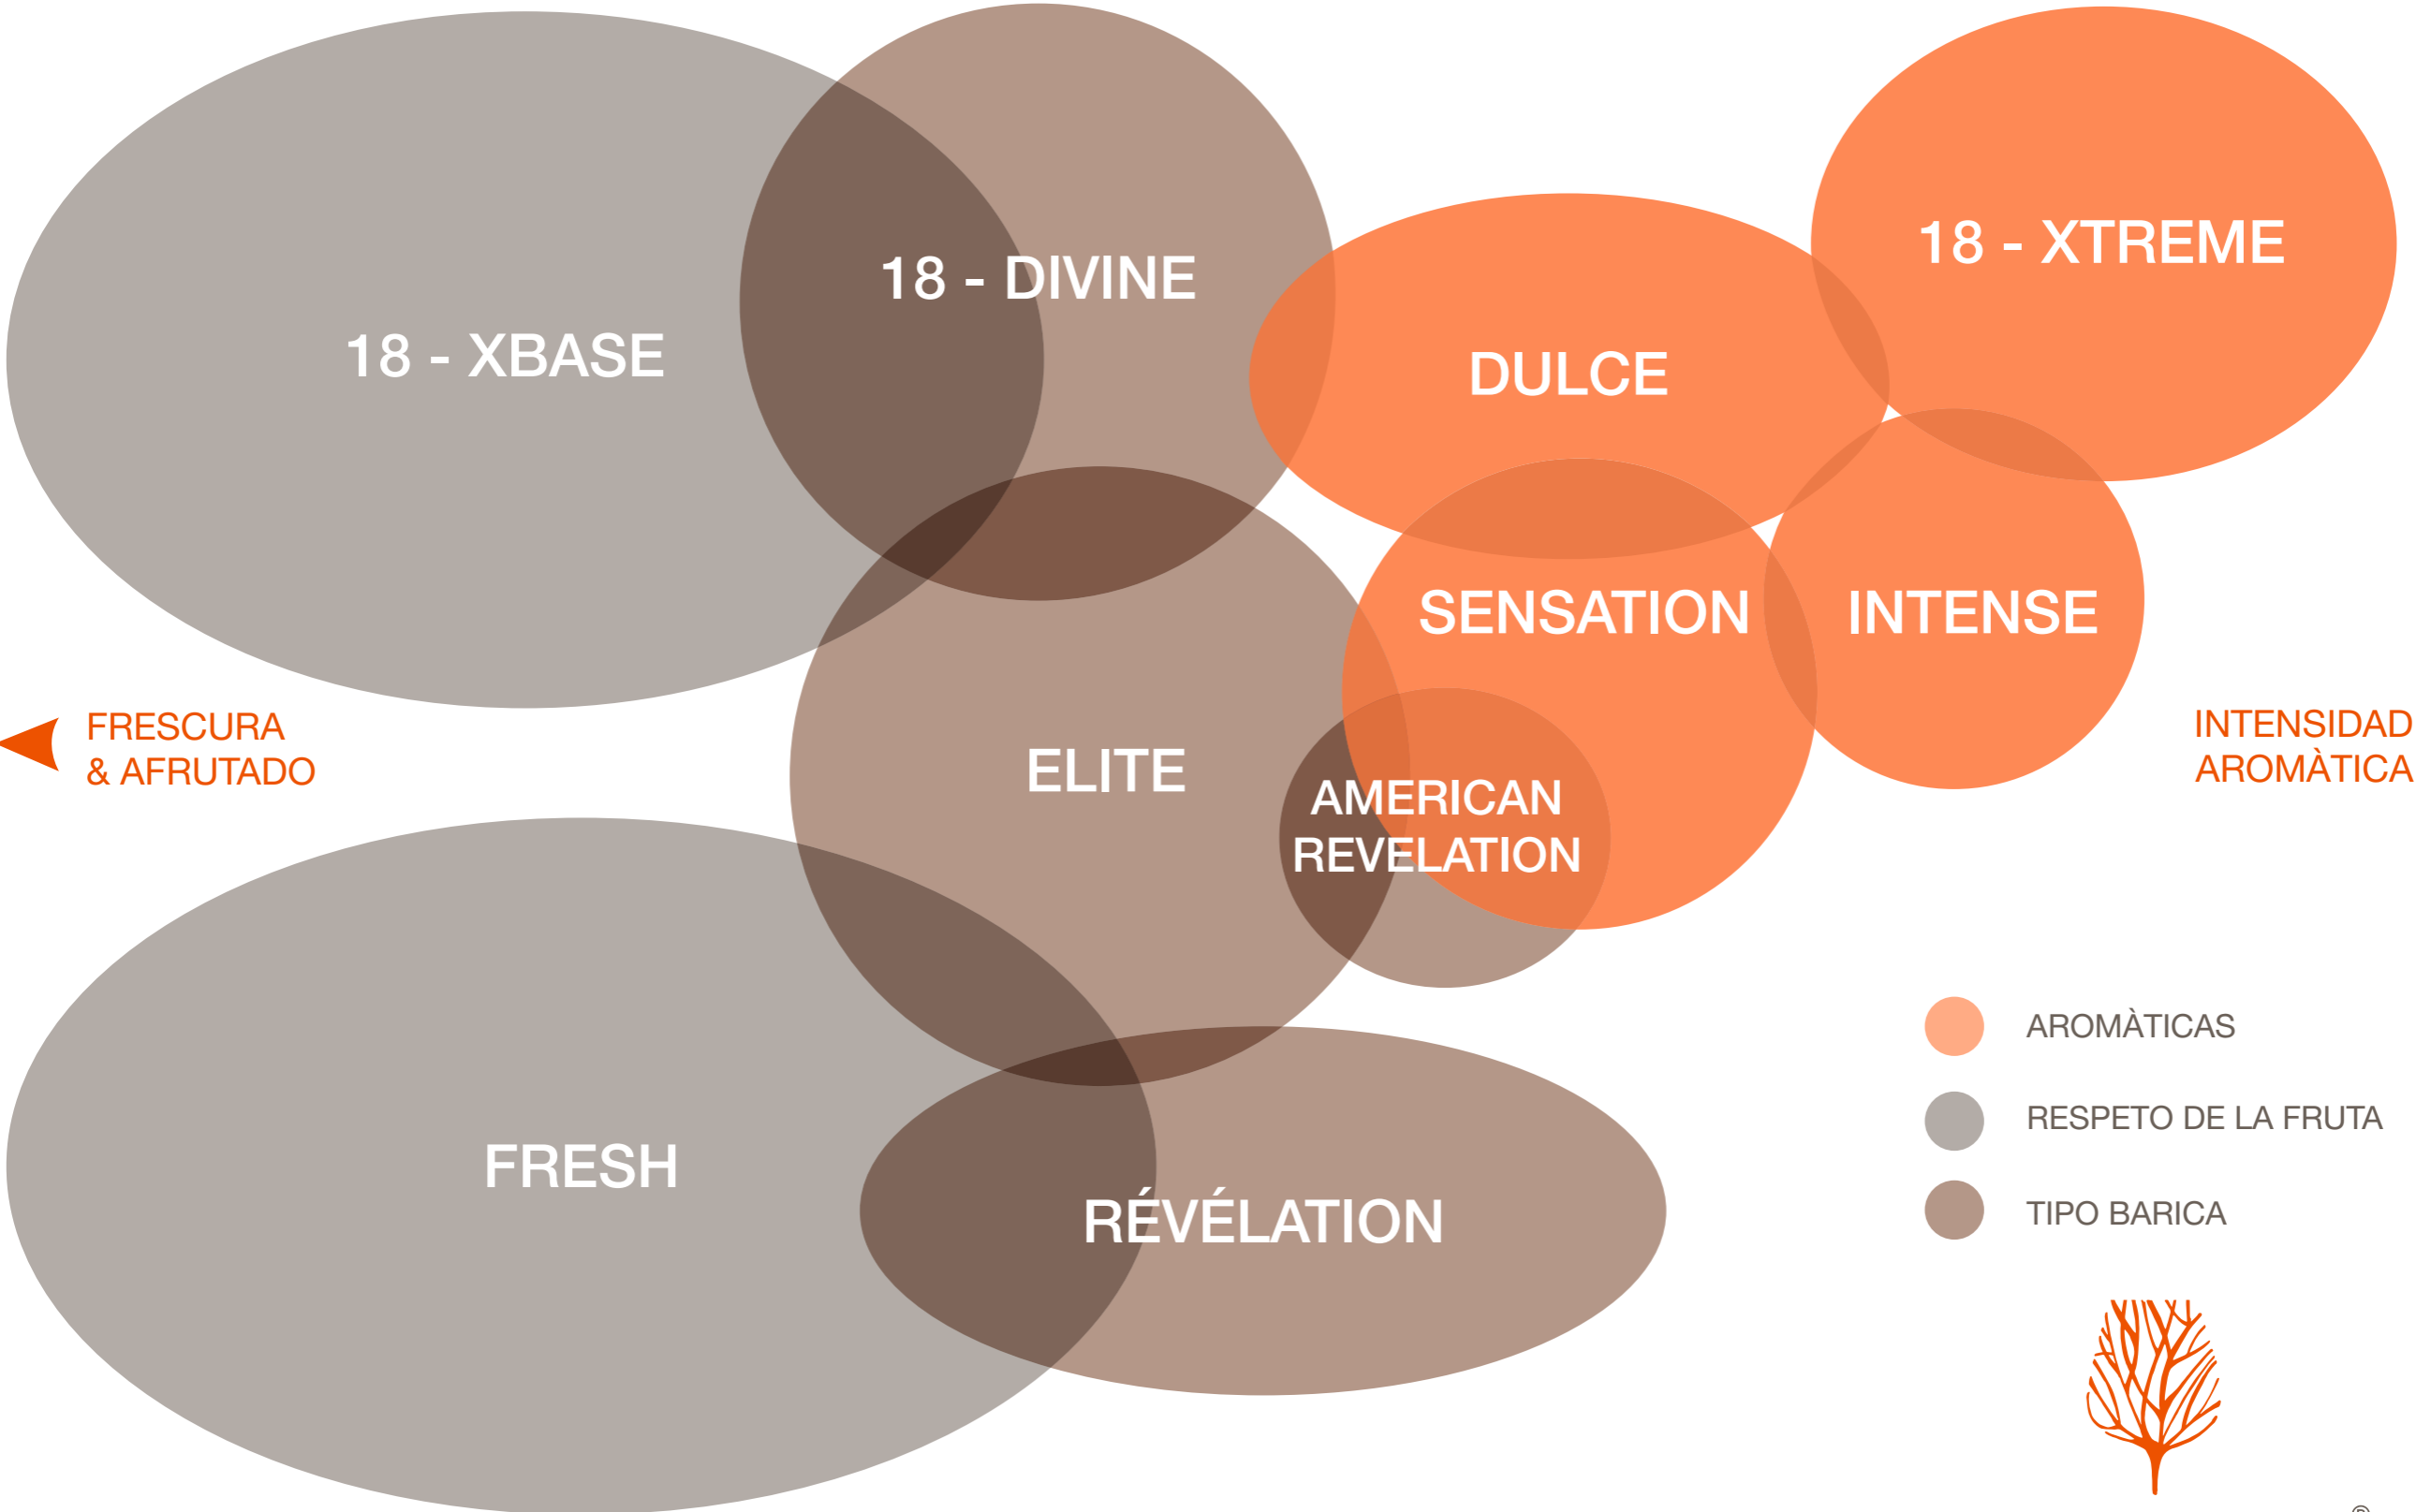 18 - XTREME
18 - DIVINE
18 - XBASE
DULCE
SENSATION
INTENSE
FRESCURA
& AFRUTADO
INTENSIDAD
AROMÀTICA
ELITE
AMERICAN
REVELATION
AROMÀTICAS
RESPETO DE LA FRUTA
TIPO BARICA
FRESH
RÉVÉLATION
®